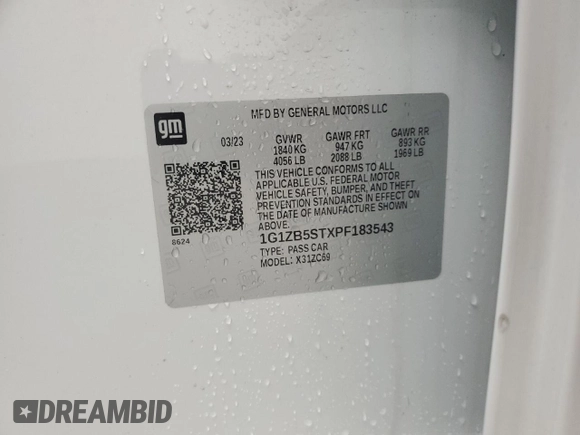 MFD BY GENERAL MOTORS LLC
gm
03/23
GVWR GAWR FRT GAWR RR
1840 KG 947 KG 893 KG
4056 LB 2088 LB 1969 LB
THIS VEHICLE CONFORMS TO ALL
APPLICABLE U.S. FEDERAL MOTOR
VEHICLE SAFETY, BUMPER, AND THEFT
PREVENTION STANDARDS IN EFFECT ON
THE DATE OF MANUFACTURE SHOWN
ABOVE.
8624
1G1ZB5STXPF183543
TYPE: PASS CAR
MODEL: X31ZC69
DREAMBID